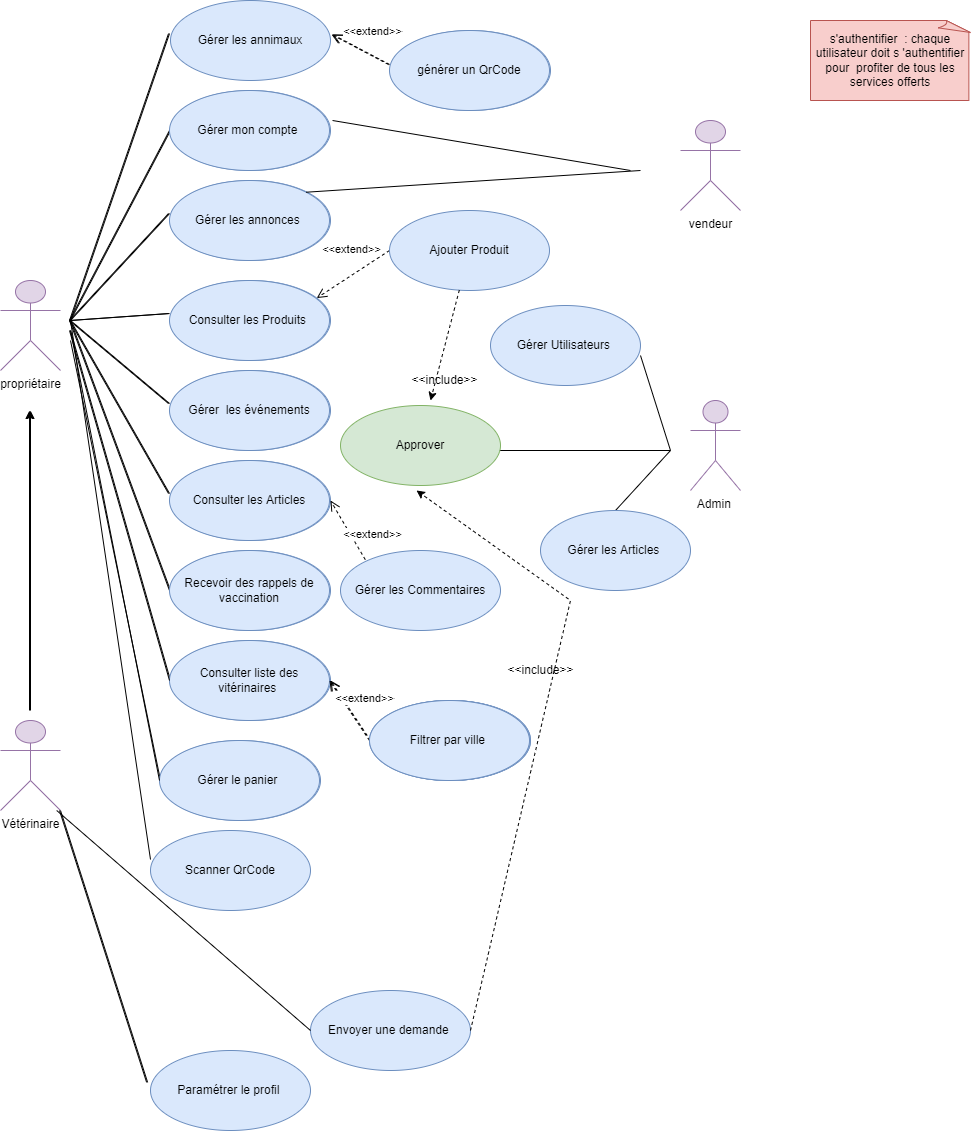 Gérer les annimaux
<<extend>>
générer un QrCode
s'authentifier  : chaque
utilisateur doit s 'authentifier
pour  profiter de tous les
services offerts
Gérer mon compte
vendeur
Gérer les annonces
<<extend>>
Ajouter Produit
Consulter les Produits
Gérer Utilisateurs
propriétaire
<<include>>
Gérer  les événements
Approver
Admin
Consulter les Articles
<<extend>>
Gérer les Articles
Recevoir des rappels de
vaccination
Gérer les Commentaires
Consulter liste des
vitérinaires
<<include>>
<<extend>>
Filtrer par ville
Gérer le panier
Vétérinaire
Scanner QrCode
Envoyer une demande
Paramétrer le profil